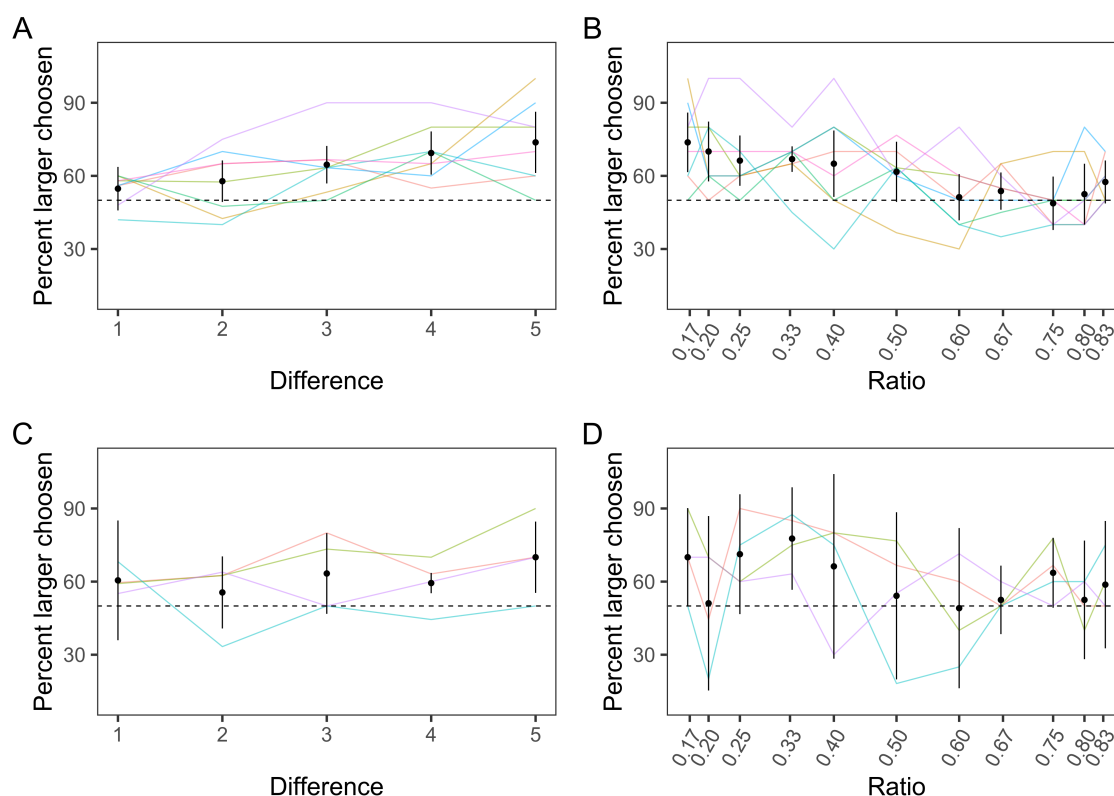 A
Percent larger choosen
90
60
30
1 2 3 4 5
Difference
B
Percent larger choosen
90
60
30
0.17 0.20 0.25 0.33 0.40 0.50 0.60 0.67 0.75 0.80 0.83
Ratio
C
Percent larger choosen
90
60
30
1 2 3 4 5
Difference
D
Percent larger choosen
90
60
30
0.17 0.20 0.25 0.33 0.40 0.50 0.60 0.67 0.75 0.80 0.83
Ratio